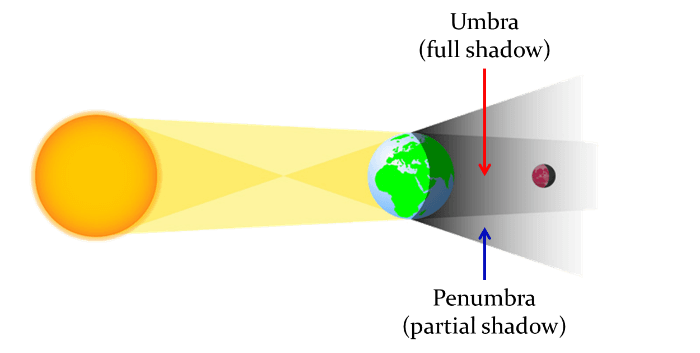 Umbra
(full shadow)
Penumbra
(partial shadow)